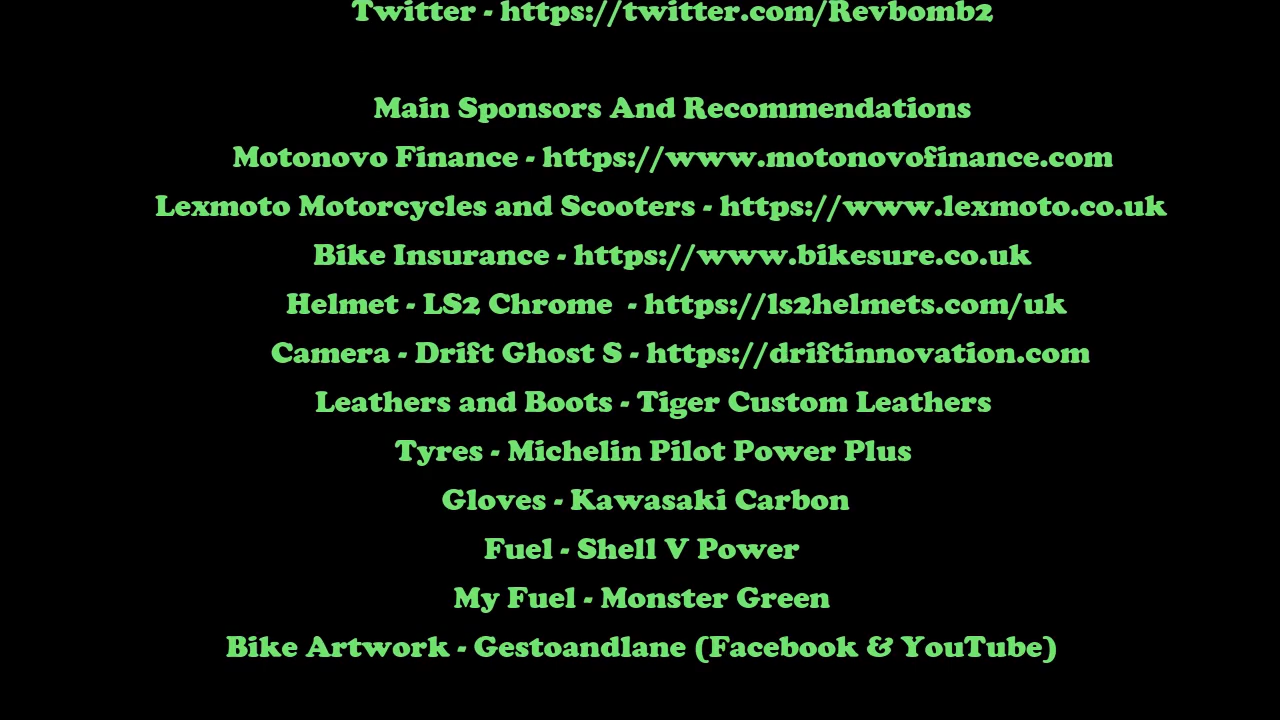 Twitter - https://twitter.com/Revbomb2
Main Sponsors And Recommendations
Motonovo Finance - https://www.motonovofinance.com
Lexmoto Motorcycles and Scooters - https://www.lexmoto.co.uk
Bike Insurance - https://www.bikesure.co.uk
Helmet - LS2 Chrome  - https://ls2helmets.com/uk
Camera - Drift Ghost S - https://driftinnovation.com
Leathers and Boots - Tiger Custom Leathers
Tyres - Michelin Pilot Power Plus
Gloves - Kawasaki Carbon
Fuel - Shell V Power
My Fuel - Monster Green
Bike Artwork - Gestoandlane (Facebook & YouTube)